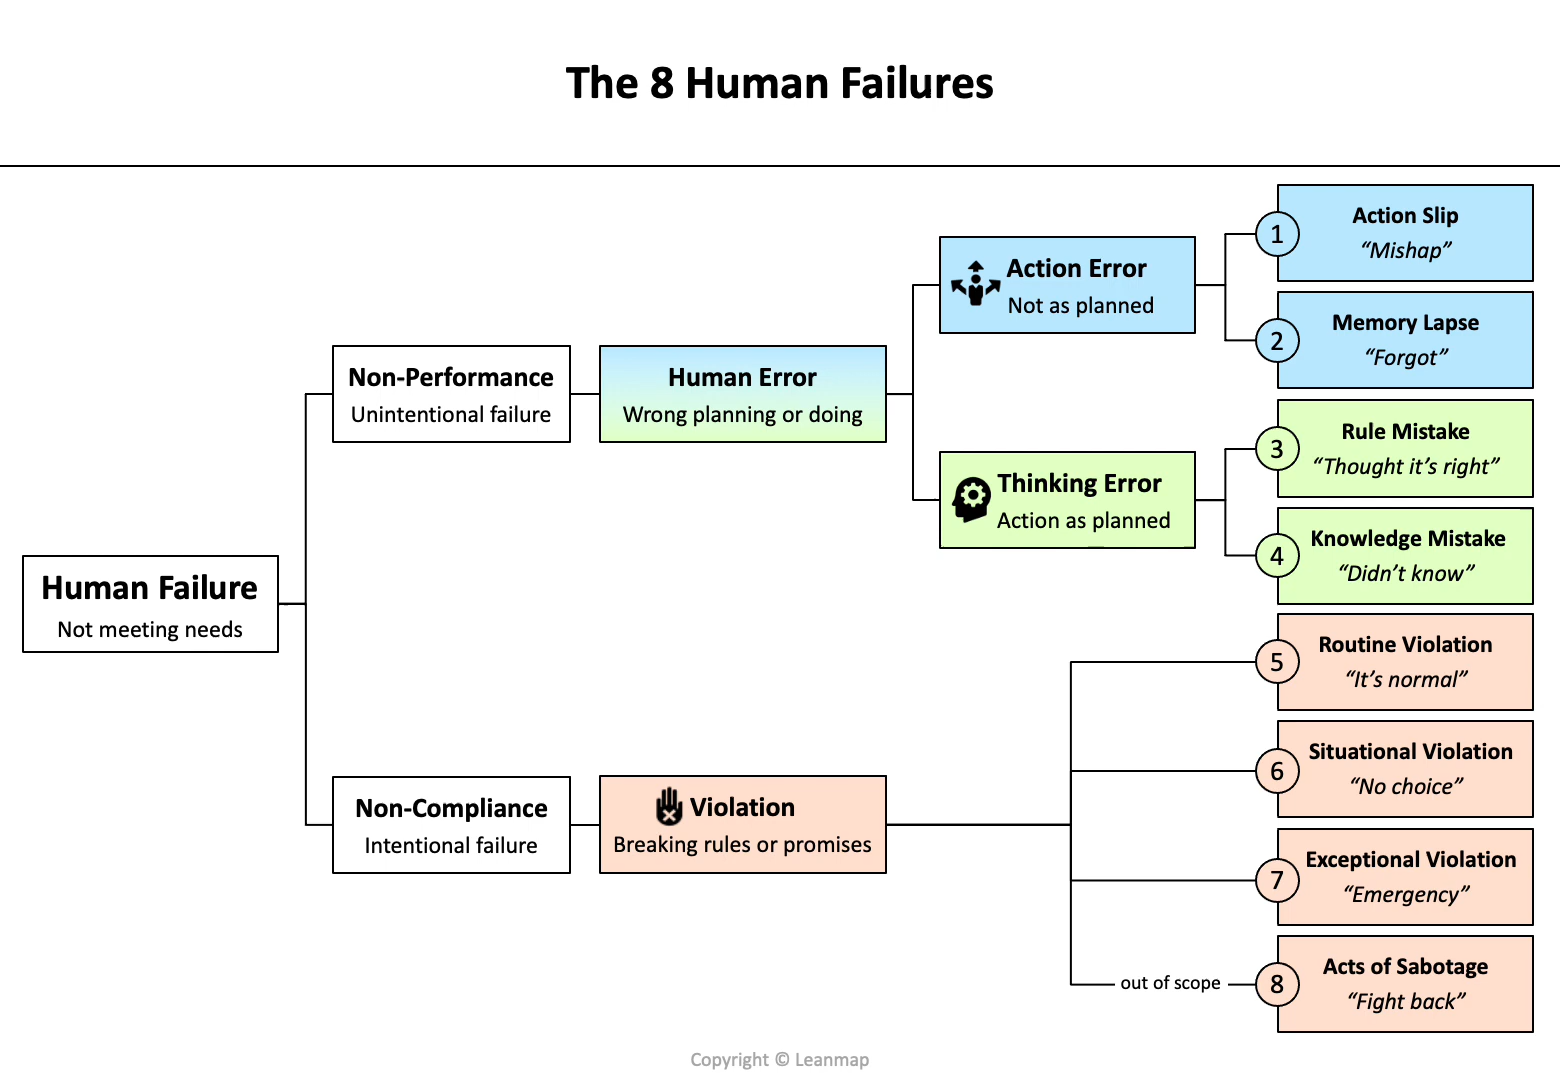 The 8 Human Failures
Human Failure
Not meeting needs
Non-Performance
Unintentional failure
Human Error
Wrong planning or doing
Action Error
Not as planned
1
Action Slip
“Mishap”
2
Memory Lapse
“Forgot”
Thinking Error
Action as planned
3
Rule Mistake
“Thought it’s right”
4
Knowledge Mistake
“Didn’t know”
Non-Compliance
Intentional failure
Violation
Breaking rules or promises
5
Routine Violation
“It’s normal”
6
Situational Violation
“No choice”
7
Exceptional Violation
“Emergency”
out of scope
8
Acts of Sabotage
“Fight back”
Copyright © Leanmap